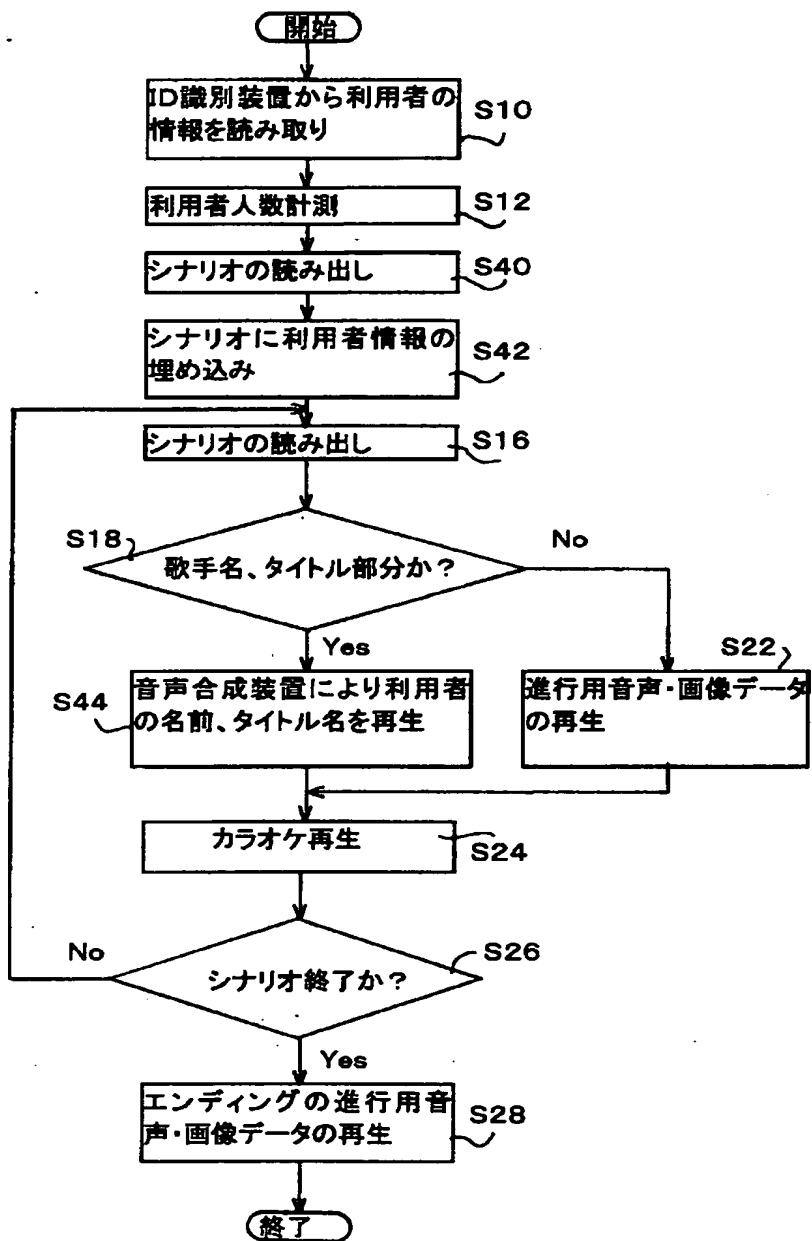 開始
ID識別装置から利用者の
情報を読み取り
S10
利用者人数計測
S12
シナリオの読み出し
S40
シナリオに利用者情報の
埋め込み
S42
シナリオの読み出し
S16
S18
歌手名、タイトル部分か?
No
Yes
S44
音声合成装置により利用者
の名前、タイトル名を再生
S22
進行用音声・画像データ
の再生
カラオケ再生
S24
No
シナリオ終了か?
S26
Yes
エンディングの進行用音
声・画像データの再生
S28
終了